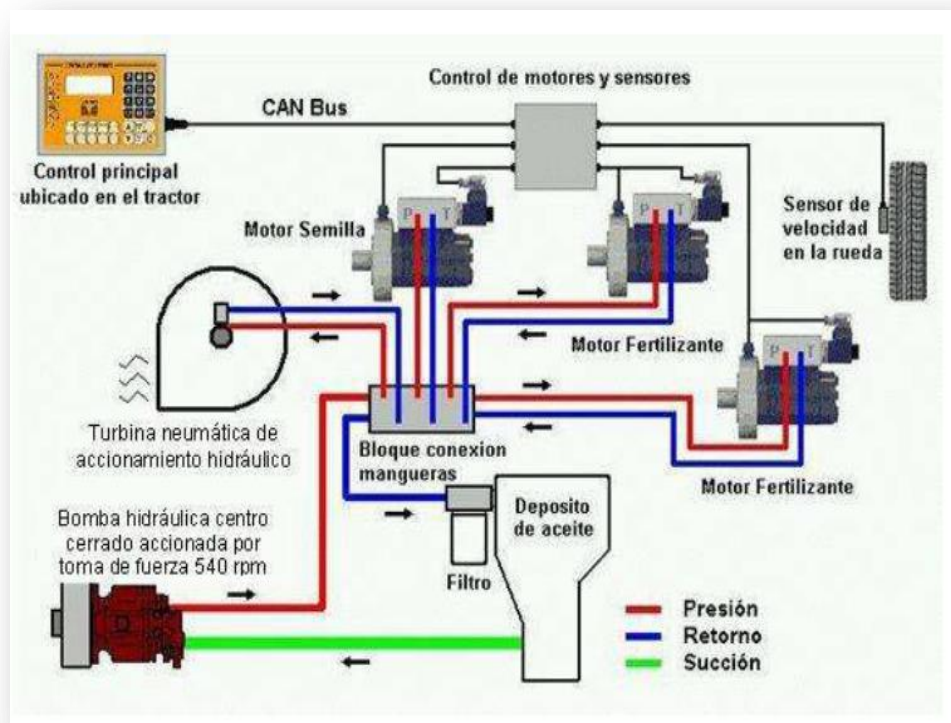 Control de motores y sensores
CAN Bus
Control principal
ubicado en el tractor
Motor Semilla
P T
P T
Sensor de
velocidad
en la rueda
Motor Fertilizante
P T
Turbina neumática de
accionamiento hidráulico
Bloque conexion
mangueras
Motor Fertilizante
Bomba hidráulica centro
cerrado accionada por
toma de fuerza 540 rpm
Deposito
de aceite
Filtro
Presión
Retorno
Succión